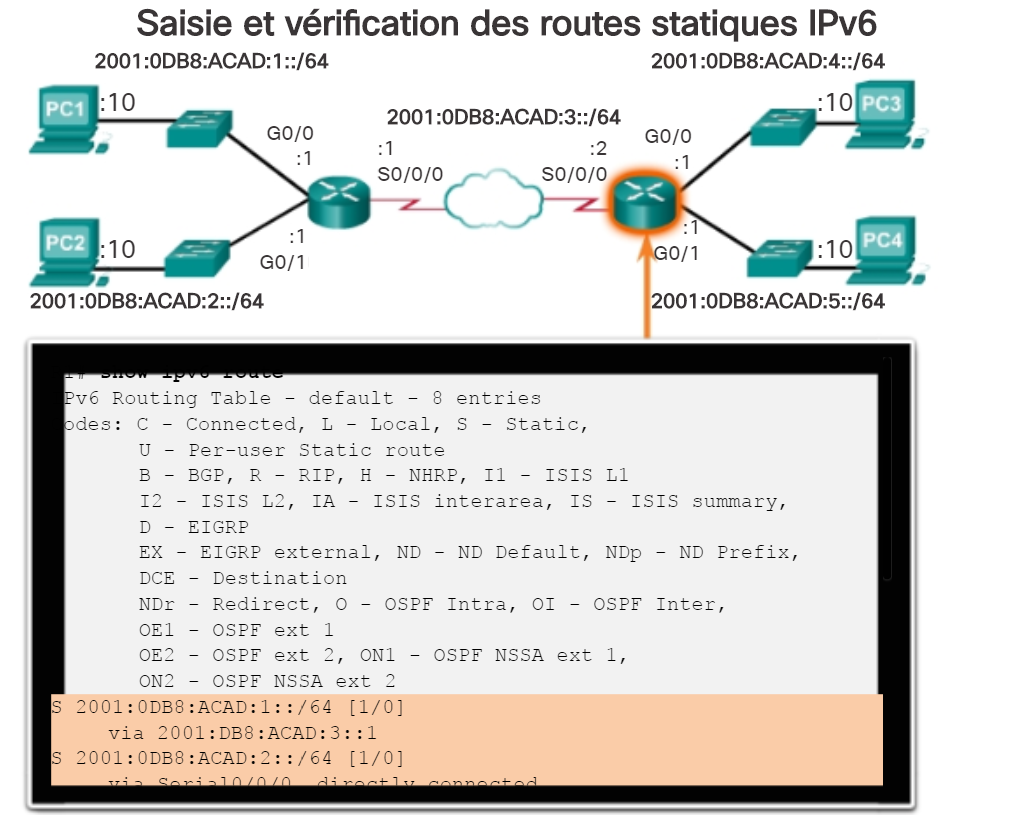 Saisie et vérification des routes statiques IPv6
2001:0DB8:ACAD:1::/64
2001:0DB8:ACAD:4::/64
PC1 :10
:10 PC3
2001:0DB8:ACAD:3::/64
G0/0
:1
:1
S0/0/0
:2
S0/0/0
G0/0
:1
PC2 :10
:1
G0/1
:1
G0/1
:10 PC4
2001:0DB8:ACAD:2::/64
2001:0DB8:ACAD:5::/64
# show ipv6 route
Pv6 Routing Table - default - 8 entries
odes: C - Connected, L - Local, S - Static,
U - Per-user Static route
B - BGP, R - RIP, H - NHRP, I1 - ISIS L1
I2 - ISIS L2, IA - ISIS interarea, IS - ISIS summary,
D - EIGRP
EX - EIGRP external, ND - ND Default, NDp - ND Prefix,
DCE - Destination
NDr - Redirect, O - OSPF Intra, OI - OSPF Inter,
OE1 - OSPF ext 1
OE2 - OSPF ext 2, ON1 - OSPF NSSA ext 1,
ON2 - OSPF NSSA ext 2
S 2001:0DB8:ACAD:1::/64 [1/0]
via 2001:DB8:ACAD:3::1
S 2001:0DB8:ACAD:2::/64 [1/0]
via Serial0/0/0, directly connected